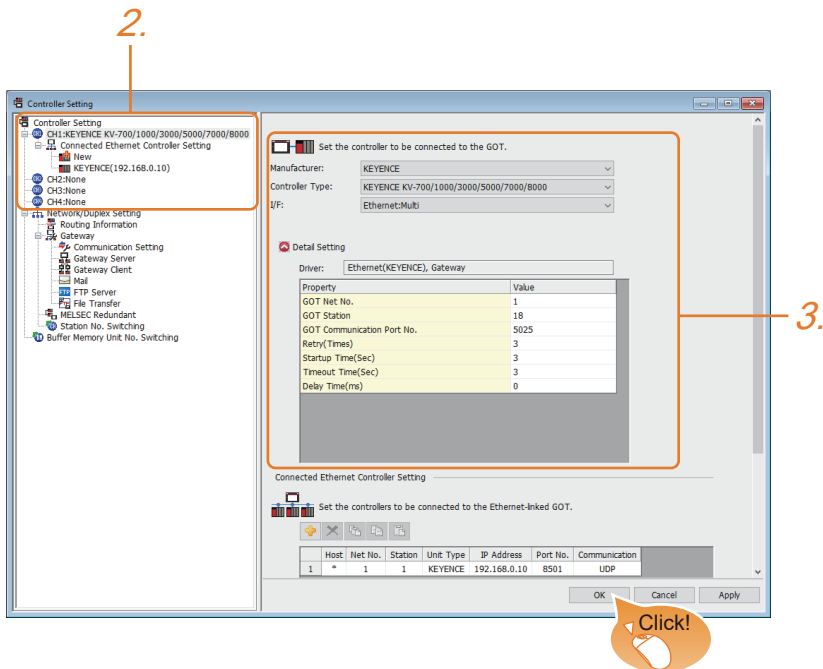 2.
Controller Setting
Controller Setting
CH1:KEYENCE KV-700/1000/3000/5000/7000/8000
Connected Ethernet Controller Setting
New
KEYENCE(192.168.0.10)
CH2:None
CH3:None
CH4:None
Network/Duplex Setting
Routing Information
Gateway
Communication Setting
Gateway Server
Gateway Client
Mail
FTP Server
File Transfer
MELSEC Redundant
Station No. Switching
Buffer Memory Unit No. Switching
Set the controller to be connected to the GOT.
Manufacturer: KEYENCE
Controller Type: KEYENCE KV-700/1000/3000/5000/7000/8000
I/F: Ethernet:Multi
Detail Setting
Driver: Ethernet(KEYENCE), Gateway
Property Value
GOT Net No. 1
GOT Station 18
GOT Communication Port No. 5025
Retry(Times) 3
Startup Time(Sec) 3
Timeout Time(Sec) 3
Delay Time(ms) 0
3.
Connected Ethernet Controller Setting
Set the controllers to be connected to the Ethernet-linked GOT.
Host Net No. Station Unit Type IP Address Port No. Communication
1 * 1 1 KEYENCE 192.168.0.10 8501 UDP
OK Cancel Apply
Click!